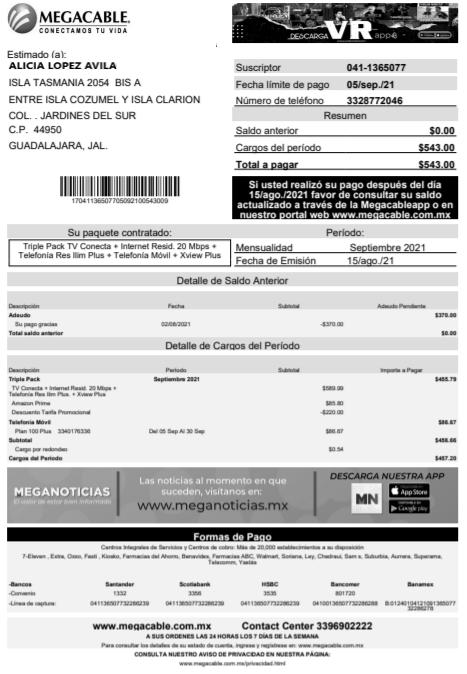 MEGACABLE
CONECTAMOS TU VIDA
DESCARGA VR apps
Estimado (a):
ALICIA LOPEZ AVILA
ISLA TASMANIA 2054 BIS A
ENTRE ISLA COZUMEL Y ISLA CLARION
COL. . JARDINES DEL SUR
C.P. 44950
GUADALAJARA, JAL.
Suscriptor 041-1365077
Fecha límite de pago 05/sep./21
Número de teléfono 3328772046
Resumen
Saldo anterior $0.00
Cargos del período $543.00
Total a pagar $543.00
170411365077050921000543009
Si usted realizó su pago después del día
15/ago./21 favor de consultar su saldo
actualizado a través de la Megacableapp o en
nuestro portal web www.megacable.com.mx
Su paquete contratado:
Triple Pack TV Conecta + Internet Resid. 20 Mbps +
Telefonía Res Ilim Plus + Telefonía Móvil + Xview Plus
Período:
Mensualidad Septiembre 2021
Fecha de Emisión 15/ago./21
Detalle de Saldo Anterior
Descripción Fecha Subtotal Adeudo Pendiente
Adeudo $370.00
Su pago gracias 02/08/2021 -$370.00
Total saldo anterior $0.00
Detalle de Cargos del Período
Descripción Período Subtotal Importe a Pagar
Triple Pack Septiembre 2021 $455.79
TV Conecta + Internet Resid. 20 Mbps +
Telefonía Res Ilim Plus. + Xview Plus $589.99
Amazon Prime $85.80
Descuento Tarifa Promocional -$220.00
Telefonía Móvil $86.67
Plan 100 Plus 3340176336 Del 05 Sep Al 30 Sep $86.67
Subtotal
Cargo por redondeo $0.54
Cargos del Período
MEGANOTICIAS
El valor de estar bien informado
Las noticias al momento en que
suceden, visítanos en:
www.meganoticias.mx
DESCARGA NUESTRA APP
MN
App Store
Google play
Formas de Pago
Centros Integrales de Servicios y Centros de cobro: Más de 20,000 establecimientos a su disposición
7-Eleven , Extra, Oxxo, Fasti , Kiosko, Farmacias del Ahorro, Benavides, Farmacias ABC, Walmart, Soriana, Ley, Chedraui, Sam s, Suburbia, Aurrera, Superama,
Telecomm, Yastás
-Bancos Santander Scotiabank HSBC Bancomer Banamex
-Convenio 1332 3356 3535 801720
-Línea de captura: 041136507732286239 041136507732286239 041136507732286239
www.megacable.com.mx Contact Center 3396902222
A SUS ORDENES LAS 24 HORAS LOS 7 DÍAS DE LA SEMANA
Para consultar los detalles de su estado de cuenta, ingrese y regístrese en: www.megacable.com.mx
CONSULTA NUESTRO AVISO DE PRIVACIDAD EN NUESTRA PÁGINA:
www.megacable.com.mx/privacidad.html